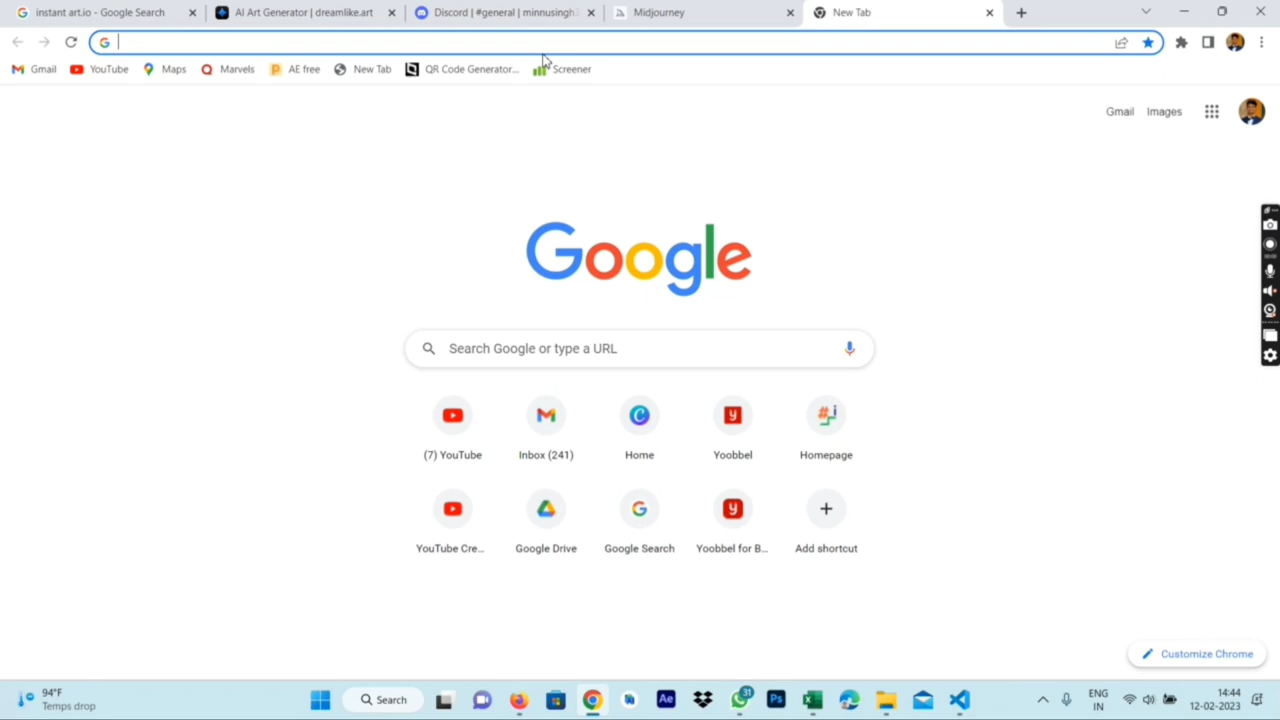 instant art.io - Google Search
AI Art Generator | dreamlike.art
Discord | #general | minnusingh
Midjourney
New Tab
Gmail
YouTube
Maps
Marvels
AE free
New Tab
QR Code Generator...
Screener
Gmail
Images
Google
Search Google or type a URL
(7) YouTube
Inbox (241)
Home
Yoobbel
Homepage
YouTube Cre...
Google Drive
Google Search
Yoobbel for B...
Add shortcut
Customize Chrome
94°F
Temps drop
Search
Ae
31
Ps
ENG
IN
14:44
12-02-2023